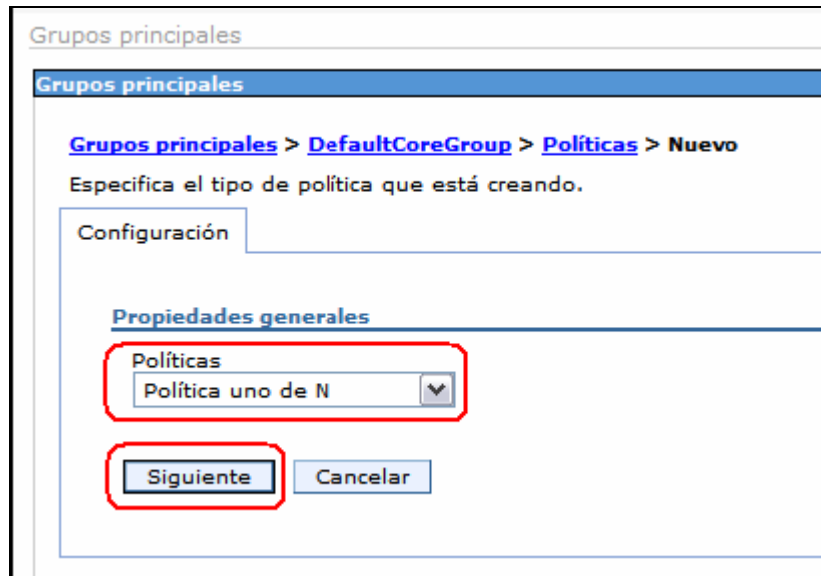 Grupos principales
Grupos principales
Grupos principales > DefaultCoreGroup > Políticas > Nuevo
Especifica el tipo de política que está creando.
Configuración
Propiedades generales
Políticas
Política uno de N
Siguiente Cancelar